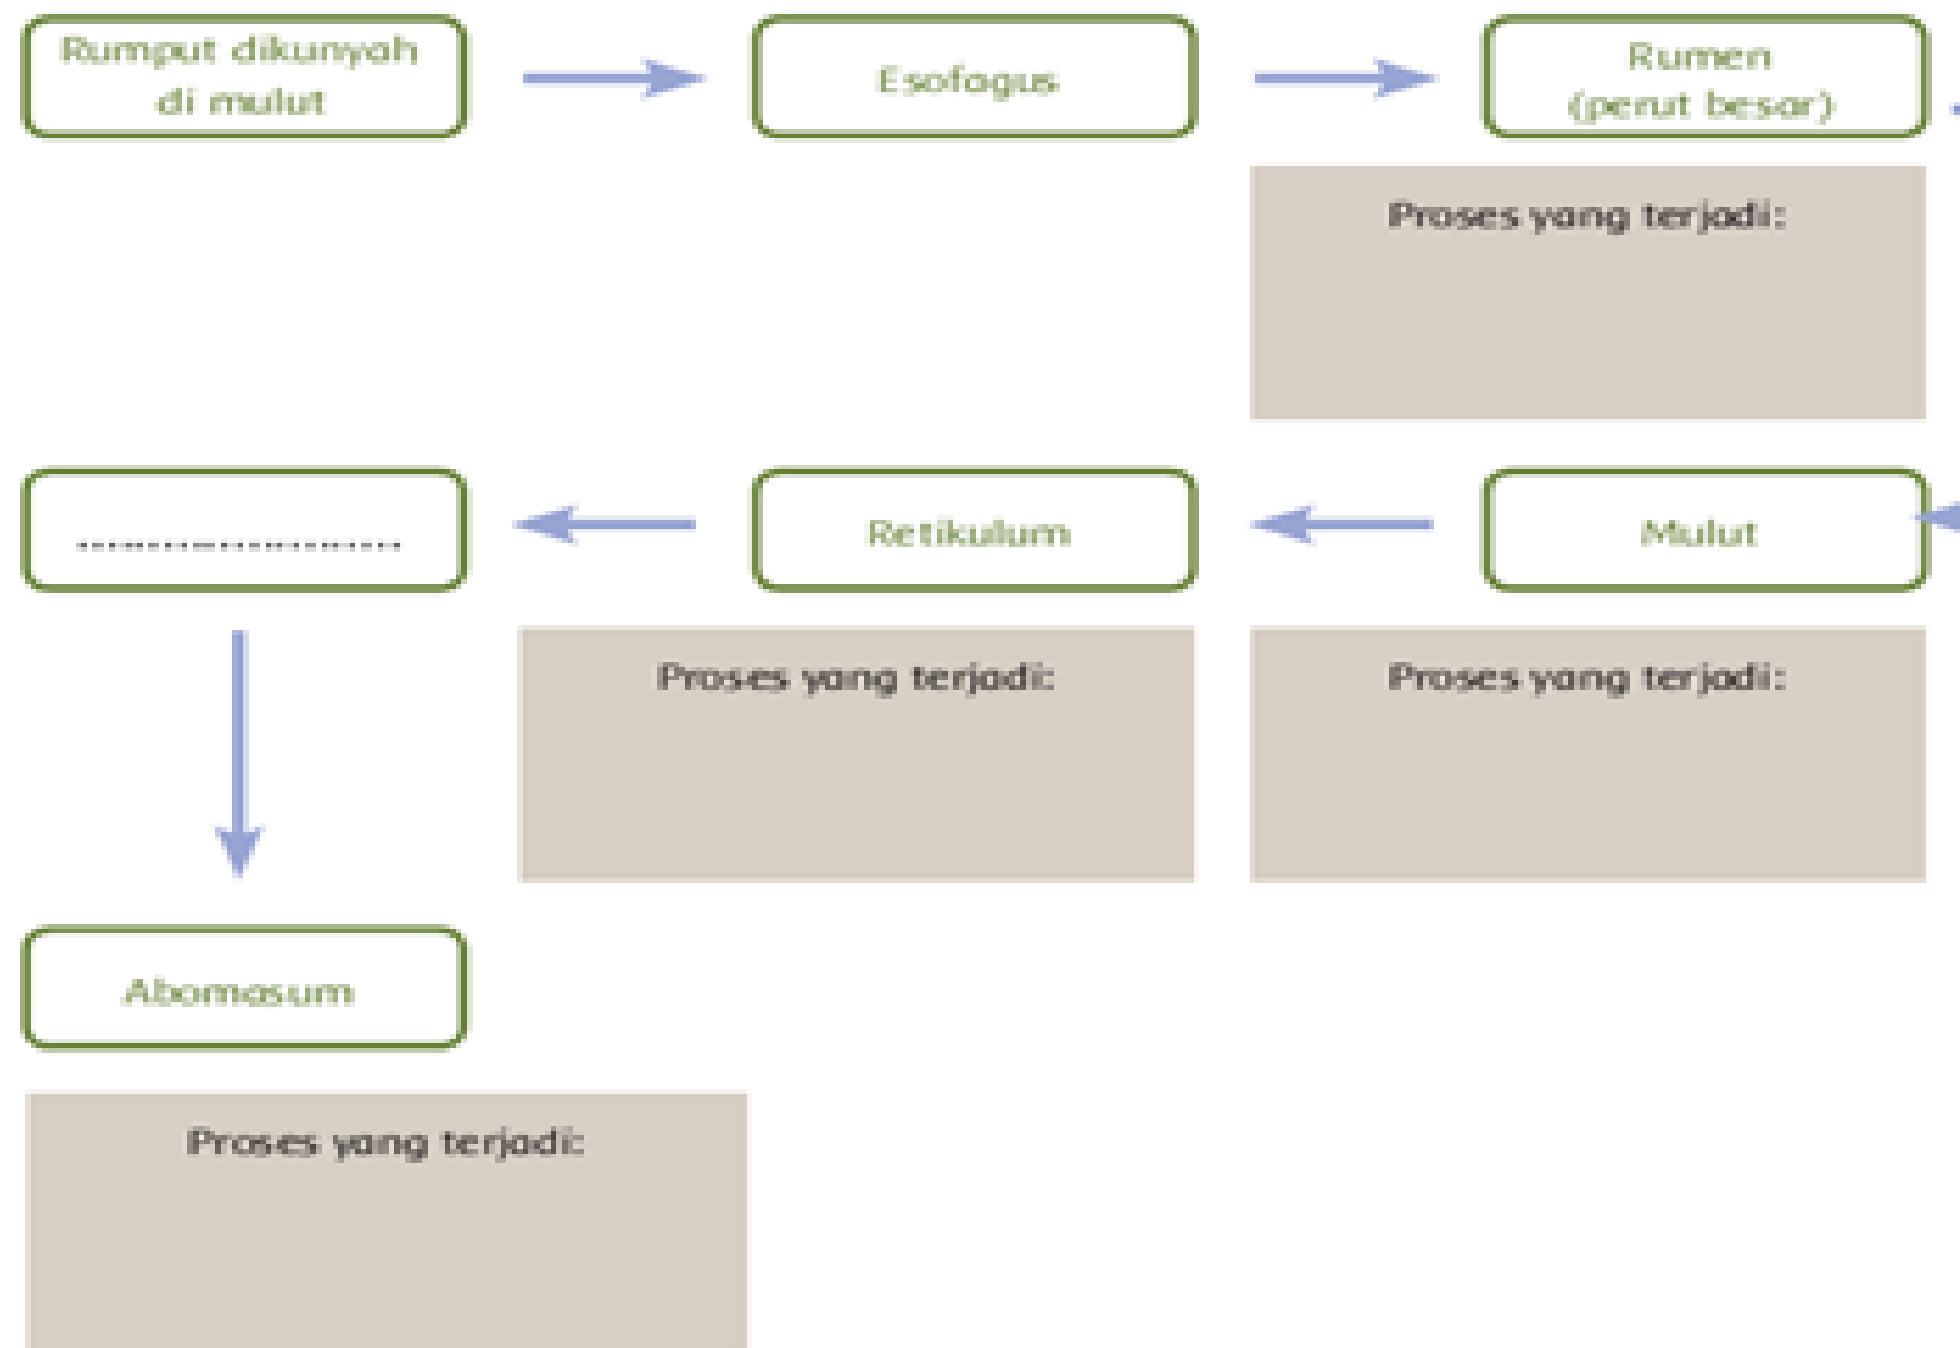 Rumput dikunyah
di mulut
Esofagus
Rumen
(perut besar)
Proses yang terjadi:
.....................
Retikulum
Mulut
Proses yang terjadi:
Proses yang terjadi:
Abomasum
Proses yang terjadi: